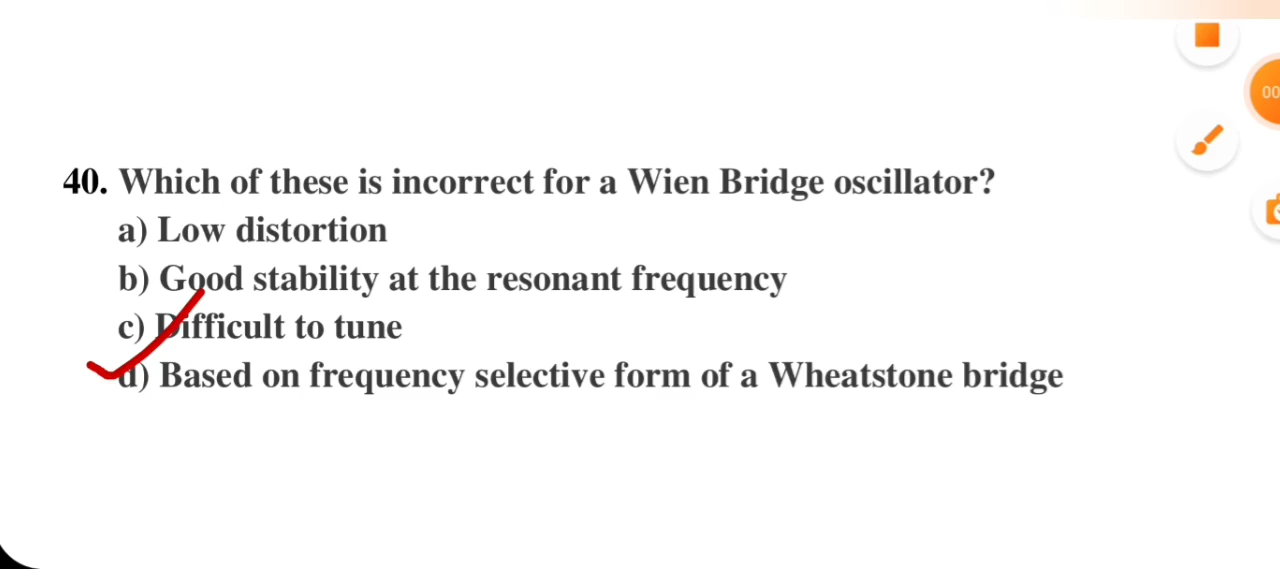 40. Which of these is incorrect for a Wien Bridge oscillator?
a) Low distortion
b) Good stability at the resonant frequency
c) Difficult to tune
d) Based on frequency selective form of a Wheatstone bridge
00